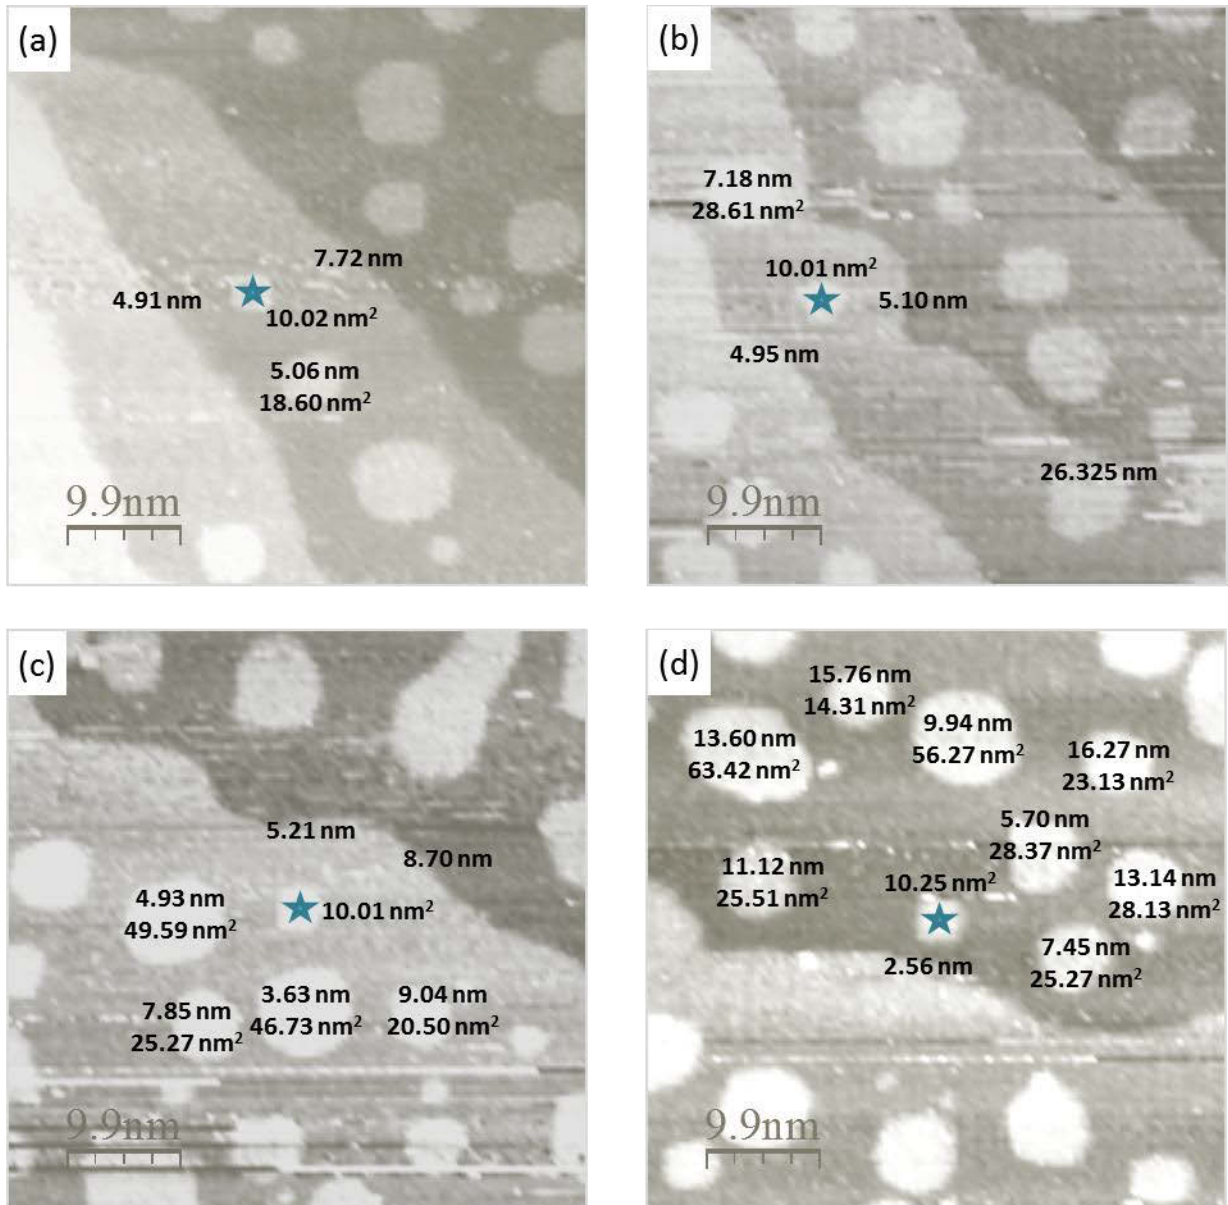 (a)
7.72 nm
4.91 nm
10.02 nm²
5.06 nm
18.60 nm²
9.9nm
(b)
7.18 nm
28.61 nm²
10.01 nm²
5.10 nm
4.95 nm
26.325 nm
9.9nm
(c)
5.21 nm
8.70 nm
4.93 nm
49.59 nm²
10.01 nm²
7.85 nm
25.27 nm²
3.63 nm
46.73 nm²
9.04 nm
20.50 nm²
9.9nm
(d)
15.76 nm
14.31 nm²
13.60 nm
63.42 nm²
9.94 nm
56.27 nm²
16.27 nm
23.13 nm²
5.70 nm
28.37 nm²
11.12 nm
25.51 nm²
10.25 nm²
13.14 nm
28.13 nm²
2.56 nm
7.45 nm
25.27 nm²
9.9nm